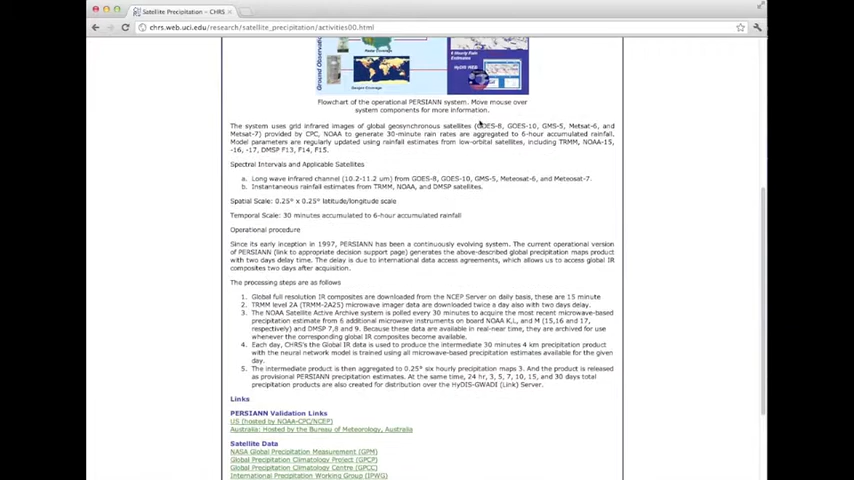 Satellite Precipitation – CHRS
chrs.web.uci.edu/research/satellite_precipitation/activities00.html
Ground Observation
Radar Coverage
Gauges Coverage
6 Hourly Rain
Estimates
HyDIS WEB
Flowchart of the operational PERSIANN system. Move mouse over
system components for more information.
The system uses grid infrared images of global geosynchronous satellites (GOES-8, GOES-10, GMS-5, Metsat-6, and
Metsat-7) provided by CPC, NOAA to generate 30-minute rain rates are aggregated to 6-hour accumulated rainfall.
Model parameters are regularly updated using rainfall estimates from low-orbital satellites, including TRMM, NOAA-15,
-16, -17, DMSP F13, F14, F15.
Spectral Intervals and Applicable Satellites
a. Long wave infrared channel (10.2-11.2 um) from GOES-8, GOES-10, GMS-5, Meteosat-6, and Meteosat-7.
b. Instantaneous rainfall estimates from TRMM, NOAA, and DMSP satellites.
Spatial Scale: 0.25° x 0.25° latitude/longitude scale
Temporal Scale: 30 minutes accumulated to 6-hour accumulated rainfall
Operational procedure
Since its early inception in 1997, PERSIANN has been a continuously evolving system. The current operational version
of PERSIANN (link to appropriate decision support page) generates the above-described global precipitation maps product
with two days delay time. The delay is due to international data access agreements, which allows us to access global IR
composites two days after acquisition.
The processing steps are as follows
1. Global full resolution IR composites are downloaded from the NCEP Server on daily basis, these are 15 minute
2. TRMM level 2A (TRMM-2A25) microwave imager data are downloaded twice a day also with two days delay.
3. The NOAA Satellite Active Archive system is polled every 30 minutes to acquire the most recent microwave-based
precipitation estimate from 6 additional microwave instruments on board NOAA K,L, and M (15,16 and 17,
respectively) and DMSP 7,8 and 9. Because these data are available in real-near time, they are archived for use
whenever the corresponding global IR composites become available.
4. Each day, CHRS's the Global IR data is used to produce the intermediate 30 minutes 4 km precipitation product
with the neural network model is trained using all microwave-based precipitation estimates available for the given
day.
5. The intermediate product is then aggregated to 0.25° six hourly precipitation maps 3. And the product is released
as provisional PERSIANN precipitation estimates. At the same time, 24 hr, 3, 5, 7, 10, 15, and 30 days total
precipitation products are also created for distribution over the HyDIS-GWADI (Link) Server.
Links
PERSIANN Validation Links
US (hosted by NOAA-CPC/NCEP)
Australia: Hosted by the Bureau of Meteorology, Australia
Satellite Data
NASA Global Precipitation Measurement (GPM)
Global Precipitation Climatology Project (GPCP)
Global Precipitation Climatology Centre (GPCC)
International Precipitation Working Group (IPWG)